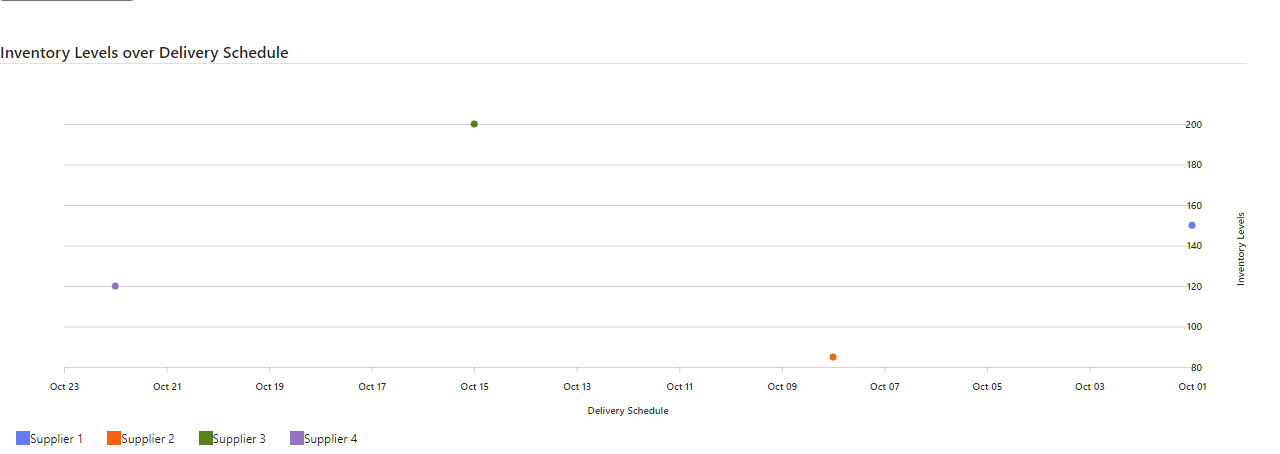 Inventory Levels over Delivery Schedule
200
180
160
140
120
100
80
Inventory Levels
Oct 23 Oct 21 Oct 19 Oct 17 Oct 15 Oct 13 Oct 11 Oct 09 Oct 07 Oct 05 Oct 03 Oct 01
Delivery Schedule
Supplier 1 Supplier 2 Supplier 3 Supplier 4